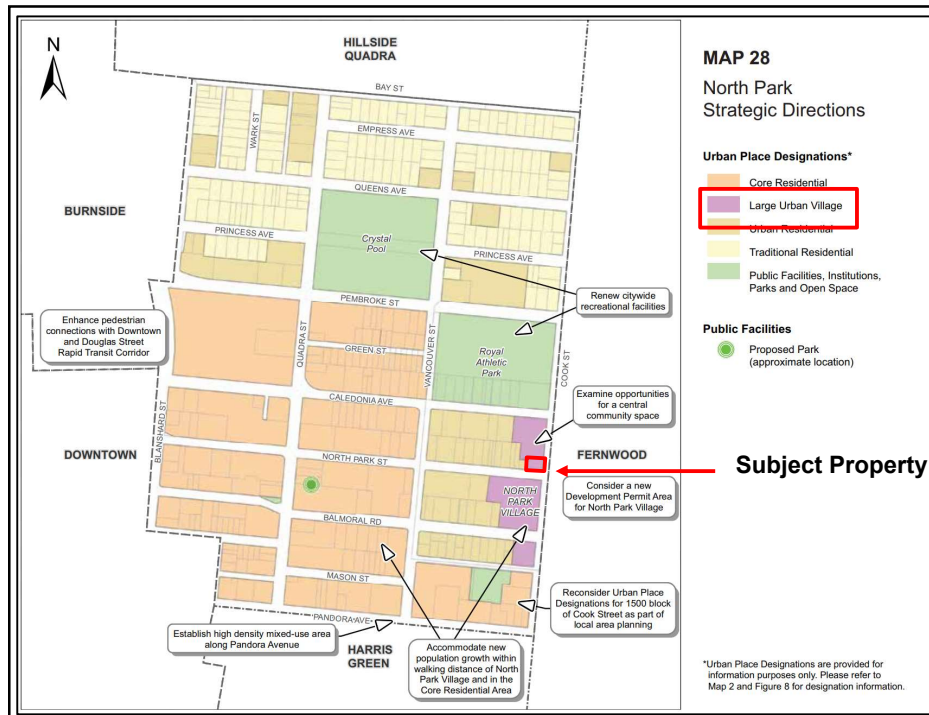 N
HILLSIDE
QUADRA
BAY ST
WARK ST
EMPRESS AVE
QUEENS AVE
BURNSIDE
PRINCESS AVE
Crystal
Pool
PRINCESS AVE
PEMBROKE ST
Renew citywide
recreational facilities
Enhance pedestrian
connections with Downtown
and Douglas Street
Rapid Transit Corridor
QUADRA ST
GREEN ST
VANCOUVER ST
Royal
Athletic
Park
COOK ST
CALEDONIA AVE
Examine opportunities
for a central
community space
BLANSHARD ST
DOWNTOWN
NORTH PARK ST
FERNWOOD
Consider a new
Development Permit Area
for North Park Village
NORTH
PARK
VILLAGE
BALMORAL RD
MASON ST
Reconsider Urban Place
Designations for 1500 block
of Cook Street as part of
local area planning
PANDORA AVE
Establish high density mixed-use area
along Pandora Avenue
HARRIS
GREEN
Accommodate new
population growth within
walking distance of North
Park Village and in the
Core Residential Area
MAP 28
North Park
Strategic Directions
Urban Place Designations*
Core Residential
Large Urban Village
Urban Residential
Traditional Residential
Public Facilities, Institutions,
Parks and Open Space
Public Facilities
Proposed Park
(approximate location)
Subject Property
*Urban Place Designations are provided for
information purposes only. Please refer to
Map 2 and Figure 8 for designation information.